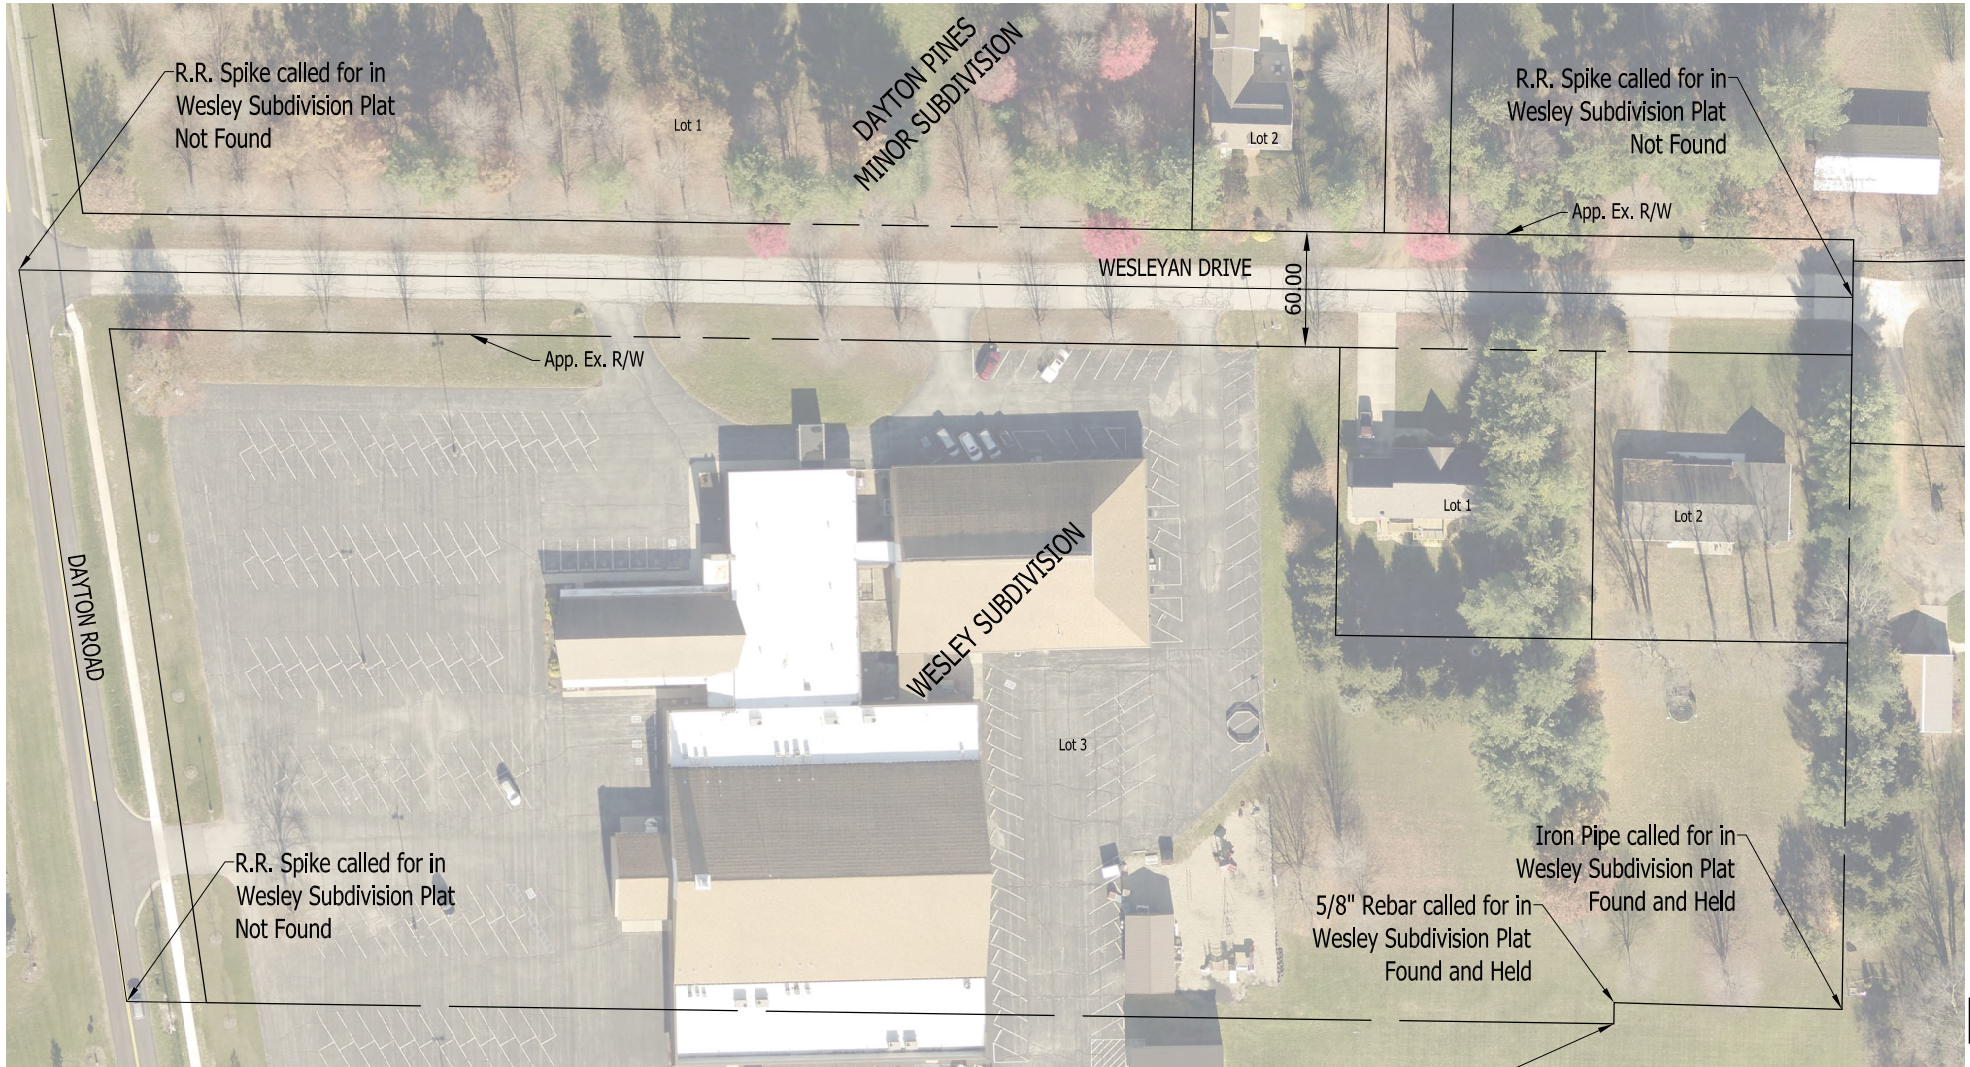 DAYTON PINES
MINOR SUBDIVISION
R.R. Spike called for in
Wesley Subdivision Plat
Not Found
R.R. Spike called for in
Wesley Subdivision Plat
Not Found
Lot 1
Lot 2
App. Ex. R/W
WESLEYAN DRIVE
60.00
App. Ex. R/W
Lot 1
Lot 2
DAYTON ROAD
WESLEY SUBDIVISION
Lot 3
R.R. Spike called for in
Wesley Subdivision Plat
Not Found
Iron Pipe called for in
Wesley Subdivision Plat
Found and Held
5/8" Rebar called for in
Wesley Subdivision Plat
Found and Held